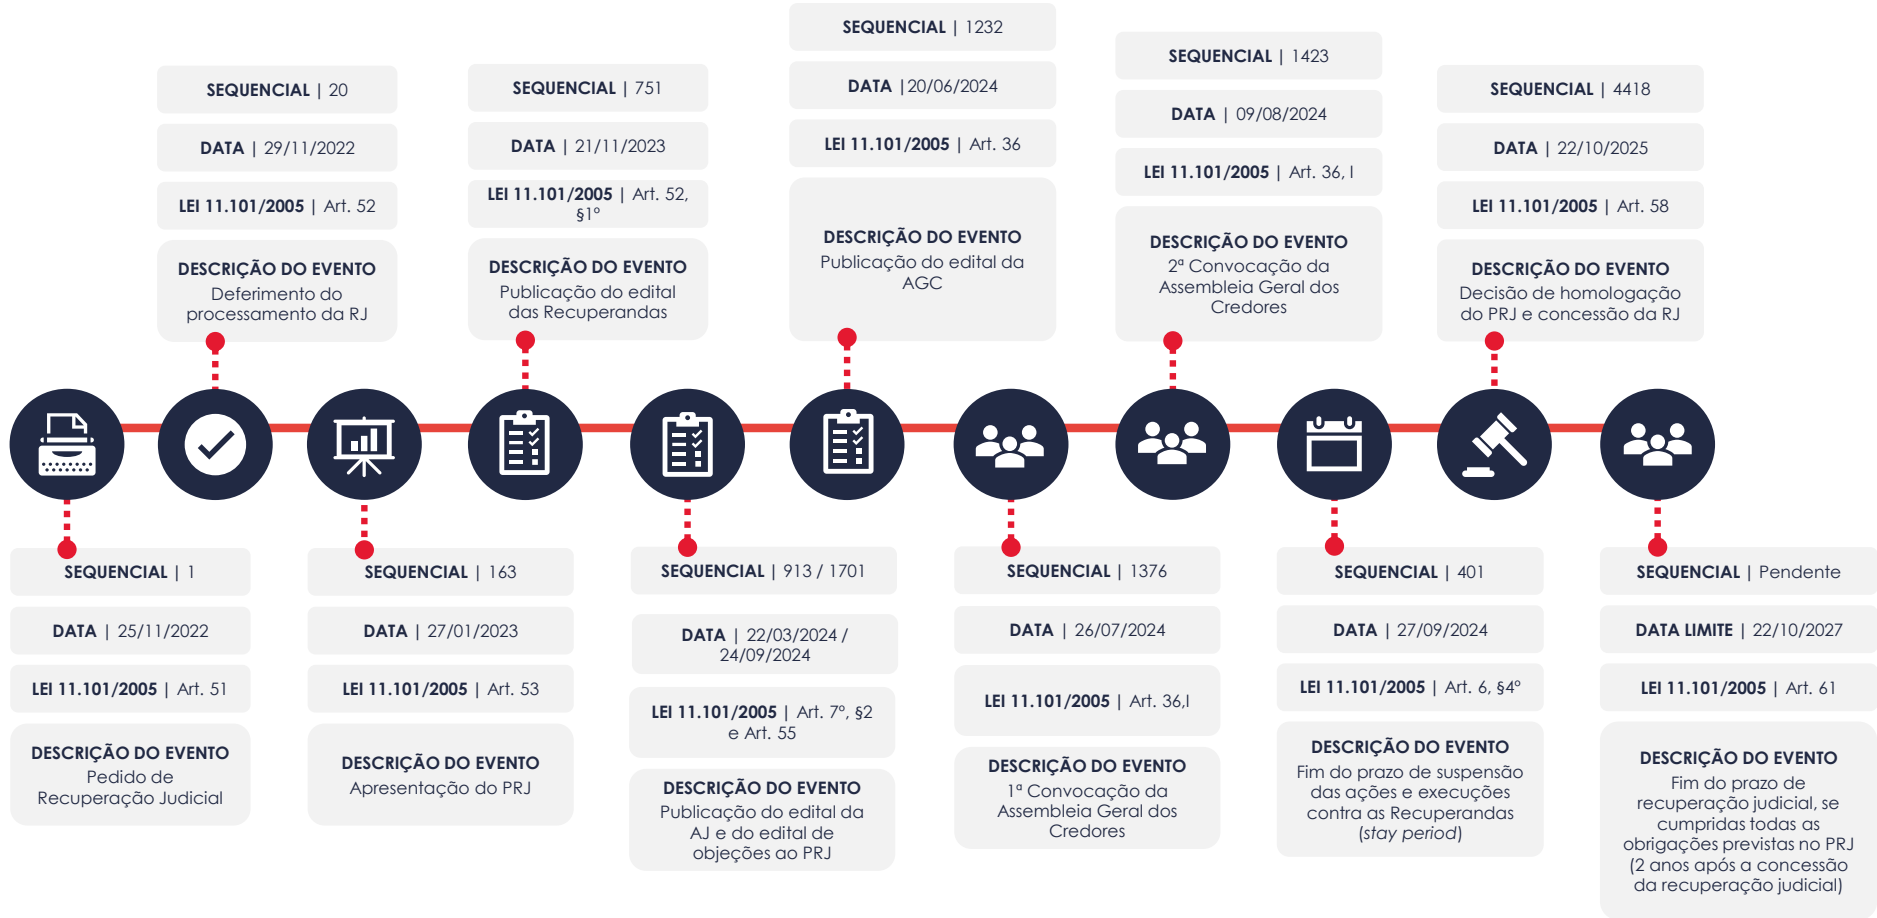 SEQUENCIAL | 1
DATA | 25/11/2022
LEI 11.101/2005 | Art. 51
DESCRIÇÃO DO EVENTO
Pedido de
Recuperação Judicial
SEQUENCIAL | 20
DATA | 29/11/2022
LEI 11.101/2005 | Art. 52
DESCRIÇÃO DO EVENTO
Deferimento do
processamento da RJ
SEQUENCIAL | 163
DATA | 27/01/2023
LEI 11.101/2005 | Art. 53
DESCRIÇÃO DO EVENTO
Apresentação do PRJ
SEQUENCIAL | 751
DATA | 21/11/2023
LEI 11.101/2005 | Art. 52,
§1º
DESCRIÇÃO DO EVENTO
Publicação do edital
das Recuperandas
SEQUENCIAL | 913 / 1701
DATA | 22/03/2024 /
24/09/2024
LEI 11.101/2005 | Art. 7º, §2
e Art. 55
DESCRIÇÃO DO EVENTO
Publicação do edital da
AJ e do edital de
objeções ao PRJ
SEQUENCIAL | 1232
DATA |20/06/2024
LEI 11.101/2005 | Art. 36
DESCRIÇÃO DO EVENTO
Publicação do edital da
AGC
SEQUENCIAL | 1376
DATA | 26/07/2024
LEI 11.101/2005 | Art. 36,I
DESCRIÇÃO DO EVENTO
1ª Convocação da
Assembleia Geral dos
Credores
SEQUENCIAL | 1423
DATA | 09/08/2024
LEI 11.101/2005 | Art. 36, I
DESCRIÇÃO DO EVENTO
2ª Convocação da
Assembleia Geral dos
Credores
SEQUENCIAL | 401
DATA | 27/09/2024
LEI 11.101/2005 | Art. 6, §4º
DESCRIÇÃO DO EVENTO
Fim do prazo de suspensão
das ações e execuções
contra as Recuperandas
(stay period)
SEQUENCIAL | 4418
DATA | 22/10/2025
LEI 11.101/2005 | Art. 58
DESCRIÇÃO DO EVENTO
Decisão de homologação
do PRJ e concessão da RJ
SEQUENCIAL | Pendente
DATA LIMITE | 22/10/2027
LEI 11.101/2005 | Art. 61
DESCRIÇÃO DO EVENTO
Fim do prazo de
recuperação judicial, se
cumpridas todas as
obrigações previstas no PRJ
(2 anos após a concessão
da recuperação judicial)